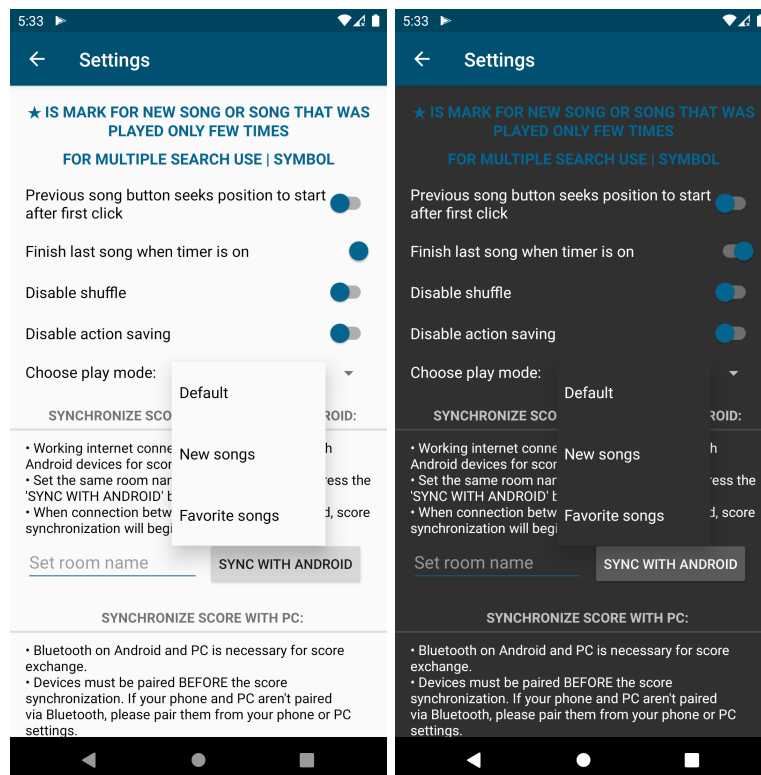 5:33
Settings
★ IS MARK FOR NEW SONG OR SONG THAT WAS
PLAYED ONLY FEW TIMES
FOR MULTIPLE SEARCH USE | SYMBOL
Previous song button seeks position to start
after first click
Finish last song when timer is on
Disable shuffle
Disable action saving
Choose play mode:
Default
New songs
Favorite songs
SYNCHRONIZE SCO ROID:
• Working internet conne h
Android devices for scor
• Set the same room nar ress the
'SYNC WITH ANDROID' b
• When connection betw d, score
synchronization will begi
Set room name
SYNC WITH ANDROID
SYNCHRONIZE SCORE WITH PC:
• Bluetooth on Android and PC is necessary for score
exchange.
• Devices must be paired BEFORE the score
synchronization. If your phone and PC aren't paired
via Bluetooth, please pair them from your phone or PC
settings.
5:33
Settings
★ IS MARK FOR NEW SONG OR SONG THAT WAS
PLAYED ONLY FEW TIMES
FOR MULTIPLE SEARCH USE | SYMBOL
Previous song button seeks position to start
after first click
Finish last song when timer is on
Disable shuffle
Disable action saving
Choose play mode:
Default
New songs
Favorite songs
SYNCHRONIZE SCO ROID:
• Working internet conne h
Android devices for scor
• Set the same room nar ress the
'SYNC WITH ANDROID' b
• When connection betw d, score
synchronization will begi
Set room name
SYNC WITH ANDROID
SYNCHRONIZE SCORE WITH PC:
• Bluetooth on Android and PC is necessary for score
exchange.
• Devices must be paired BEFORE the score
synchronization. If your phone and PC aren't paired
via Bluetooth, please pair them from your phone or PC
settings.